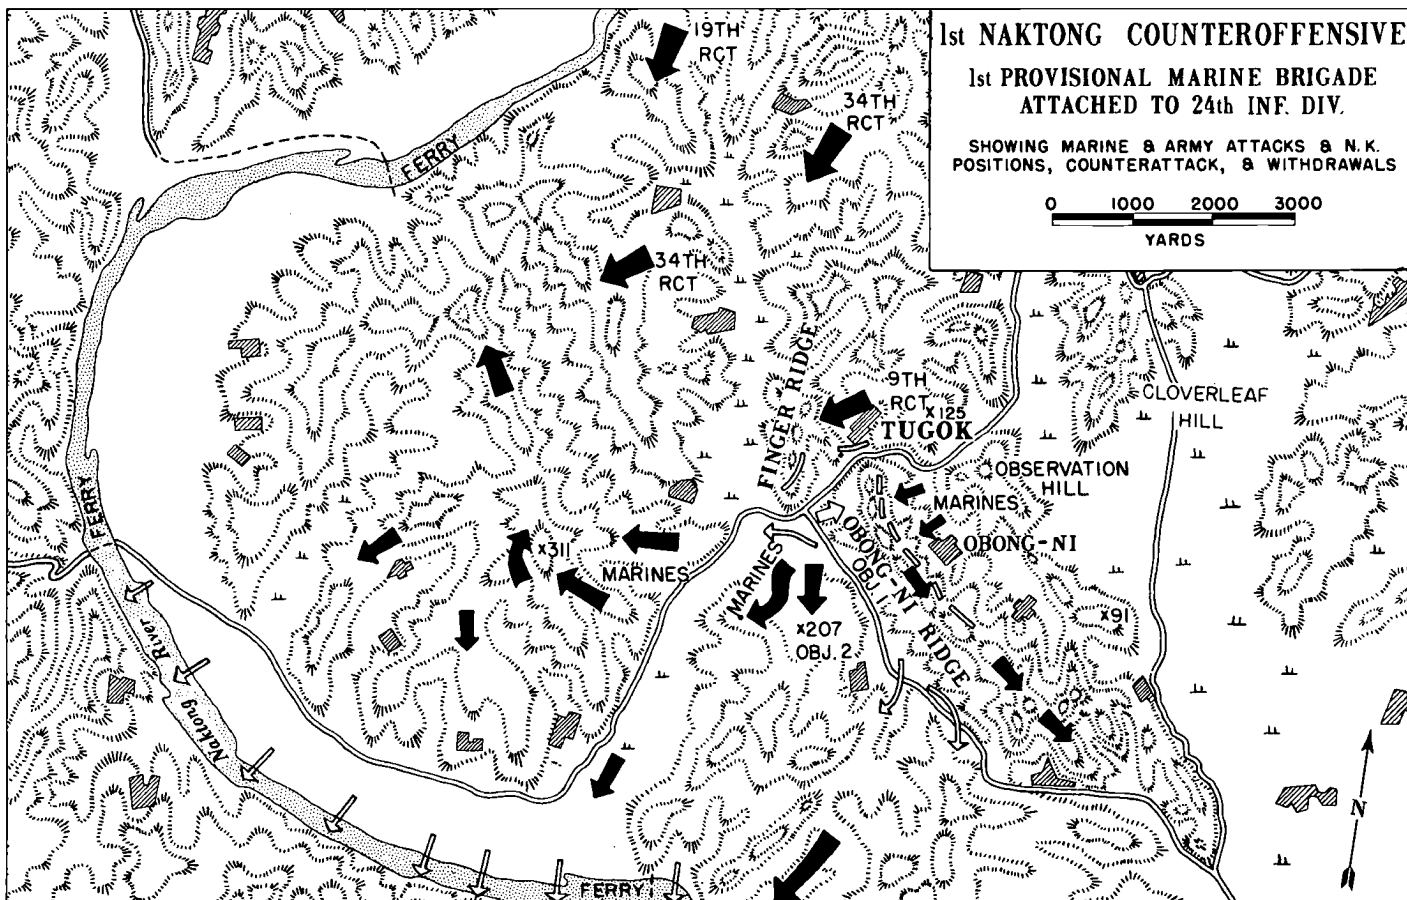 1st NAKTONG COUNTEROFFENSIVE
1st PROVISIONAL MARINE BRIGADE
ATTACHED TO 24th INF. DIV.
SHOWING MARINE & ARMY ATTACKS & N.K.
POSITIONS, COUNTERATTACK, & WITHDRAWALS
0 1000 2000 3000
YARDS
19TH
RCT
34TH
RCT
FERRY
34TH
RCT
FINGER RIDGE
9TH
RCT
x125
TUGOK
CLOVERLEAF
HILL
OBSERVATION
HILL
MARINES
OBONG-NI
OBONG-NI RIDGE
OBJ. 1
FERRY
x311
MARINES
MARINES
x207
OBJ. 2
x91
Naktong River
FERRY
N